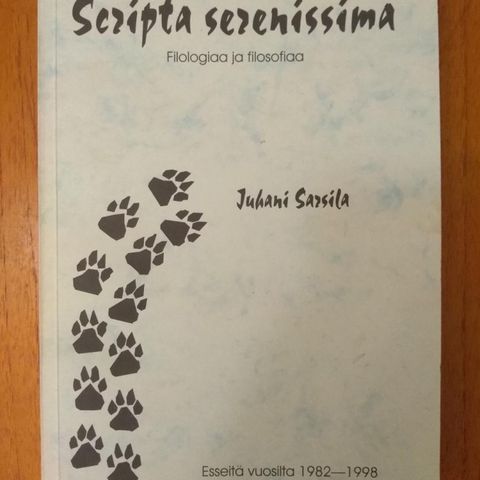 Scripta serenissima
Filologiaa ja filosofiaa
Juhani Sarsila
Esseitä vuosilta 1982—1998